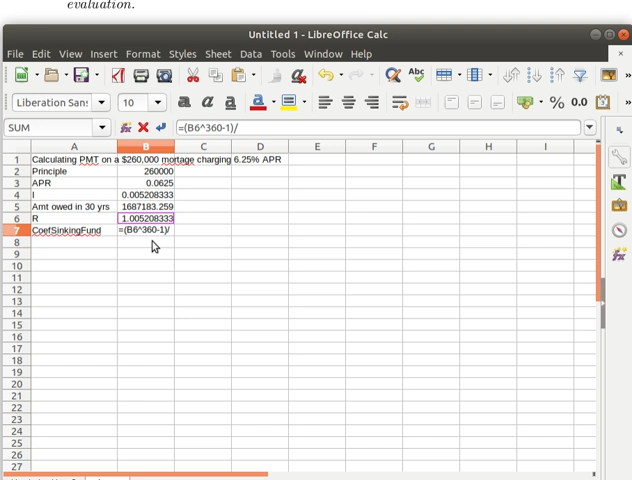 evaluation.
Untitled 1 - LibreOffice Calc
File Edit View Insert Format Styles Sheet Data Tools Window Help
Liberation Sans 10 a a a a % 0.0
SUM fx =(B6^360-1)/
A B C D E F G H I
1 Calculating PMT on a $260,000 mortage charging 6.25% APR
2 Principle 260000
3 APR 0.0625
4 I 0.005208333
5 Amt owed in 30 yrs 1687183.259
6 R 1.005208333
7 CoefSinkingFund =(B6^360-1)/
8
9
10
11
12
13
14
15
16
17
18
19
20
21
22
23
24
25
26
27